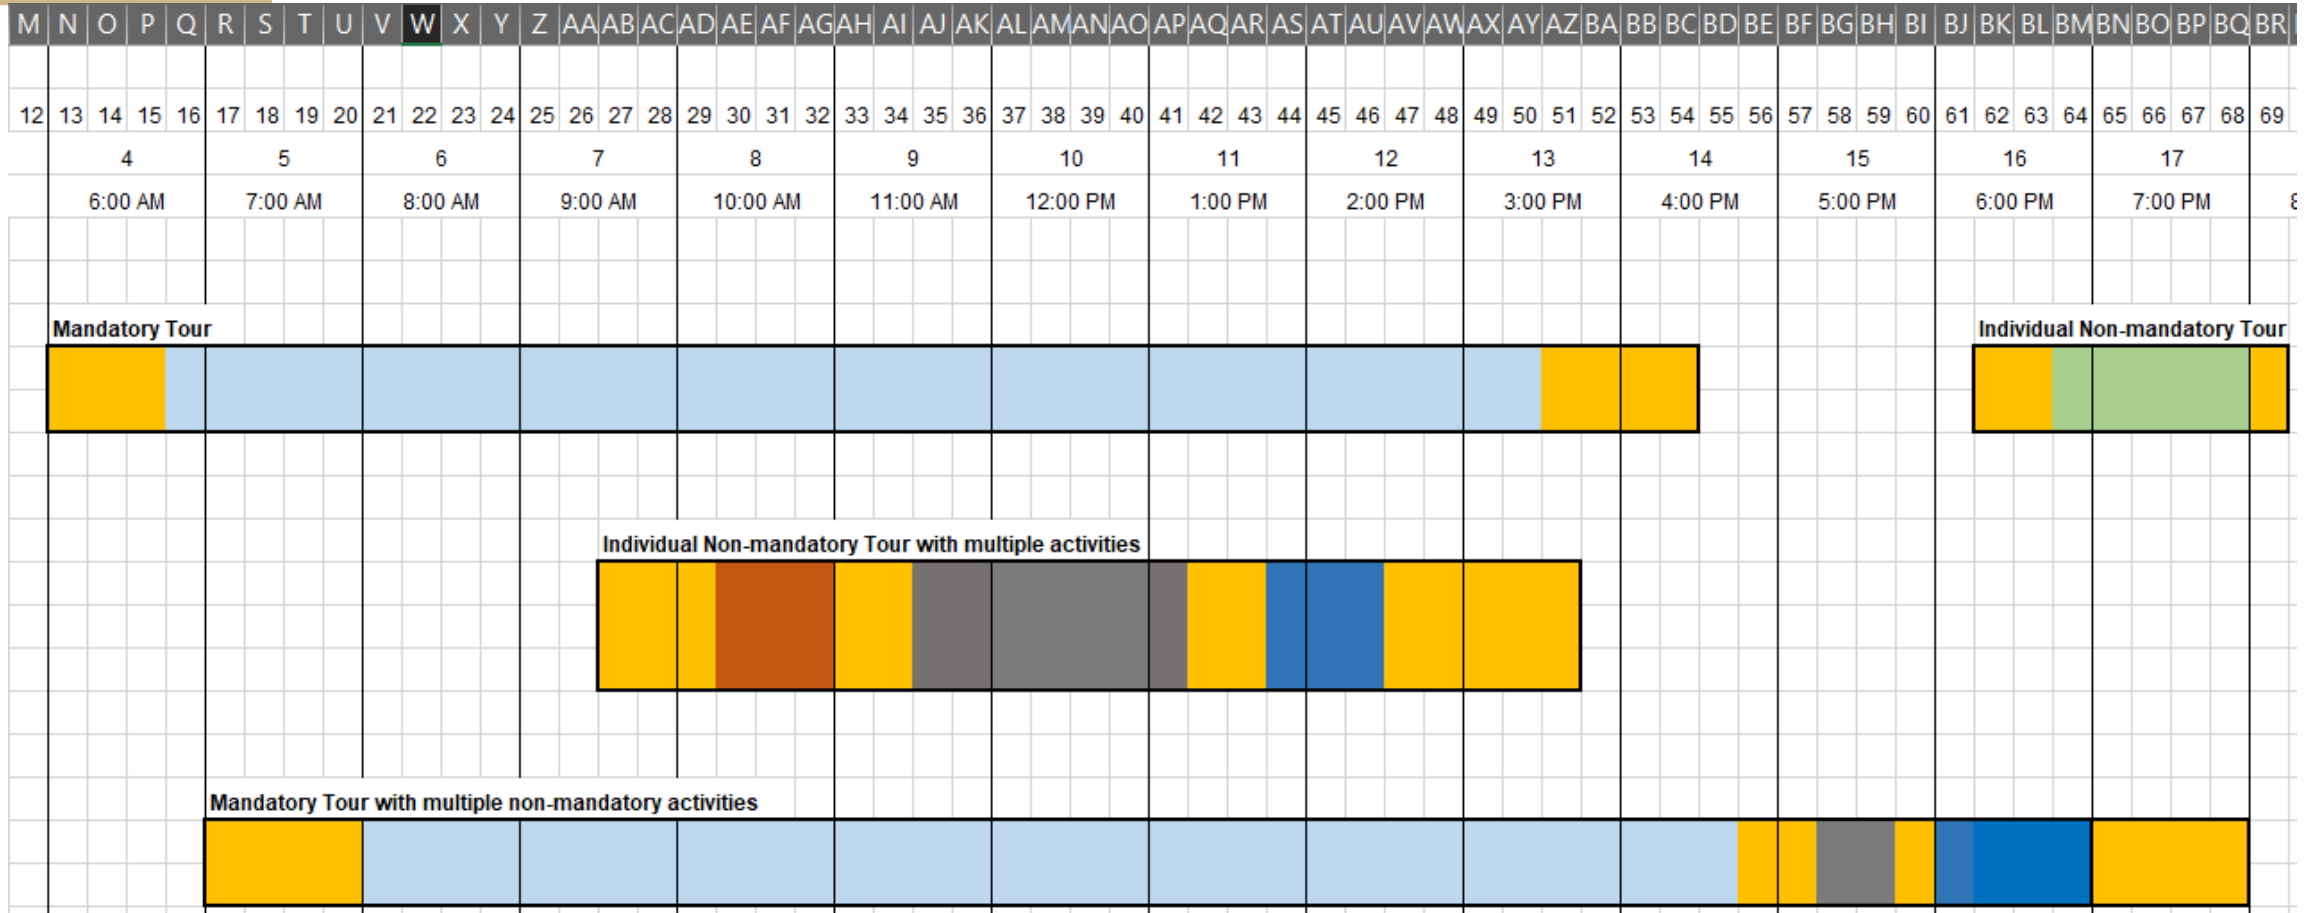 M N O P Q R S T U V W X Y Z AA AB AC AD AE AF AG AH AI AJ AK AL AM AN AO AP AQ AR AS AT AU AV AW AX AY AZ BA BB BC BD BE BF BG BH BI BJ BK BL BM BN BO BP BQ BR
12 13 14 15 16 17 18 19 20 21 22 23 24 25 26 27 28 29 30 31 32 33 34 35 36 37 38 39 40 41 42 43 44 45 46 47 48 49 50 51 52 53 54 55 56 57 58 59 60 61 62 63 64 65 66 67 68 69
4 5 6 7 8 9 10 11 12 13 14 15 16 17
6:00 AM 7:00 AM 8:00 AM 9:00 AM 10:00 AM 11:00 AM 12:00 PM 1:00 PM 2:00 PM 3:00 PM 4:00 PM 5:00 PM 6:00 PM 7:00 PM
Mandatory Tour Individual Non-mandatory Tour
Individual Non-mandatory Tour with multiple activities
Mandatory Tour with multiple non-mandatory activities